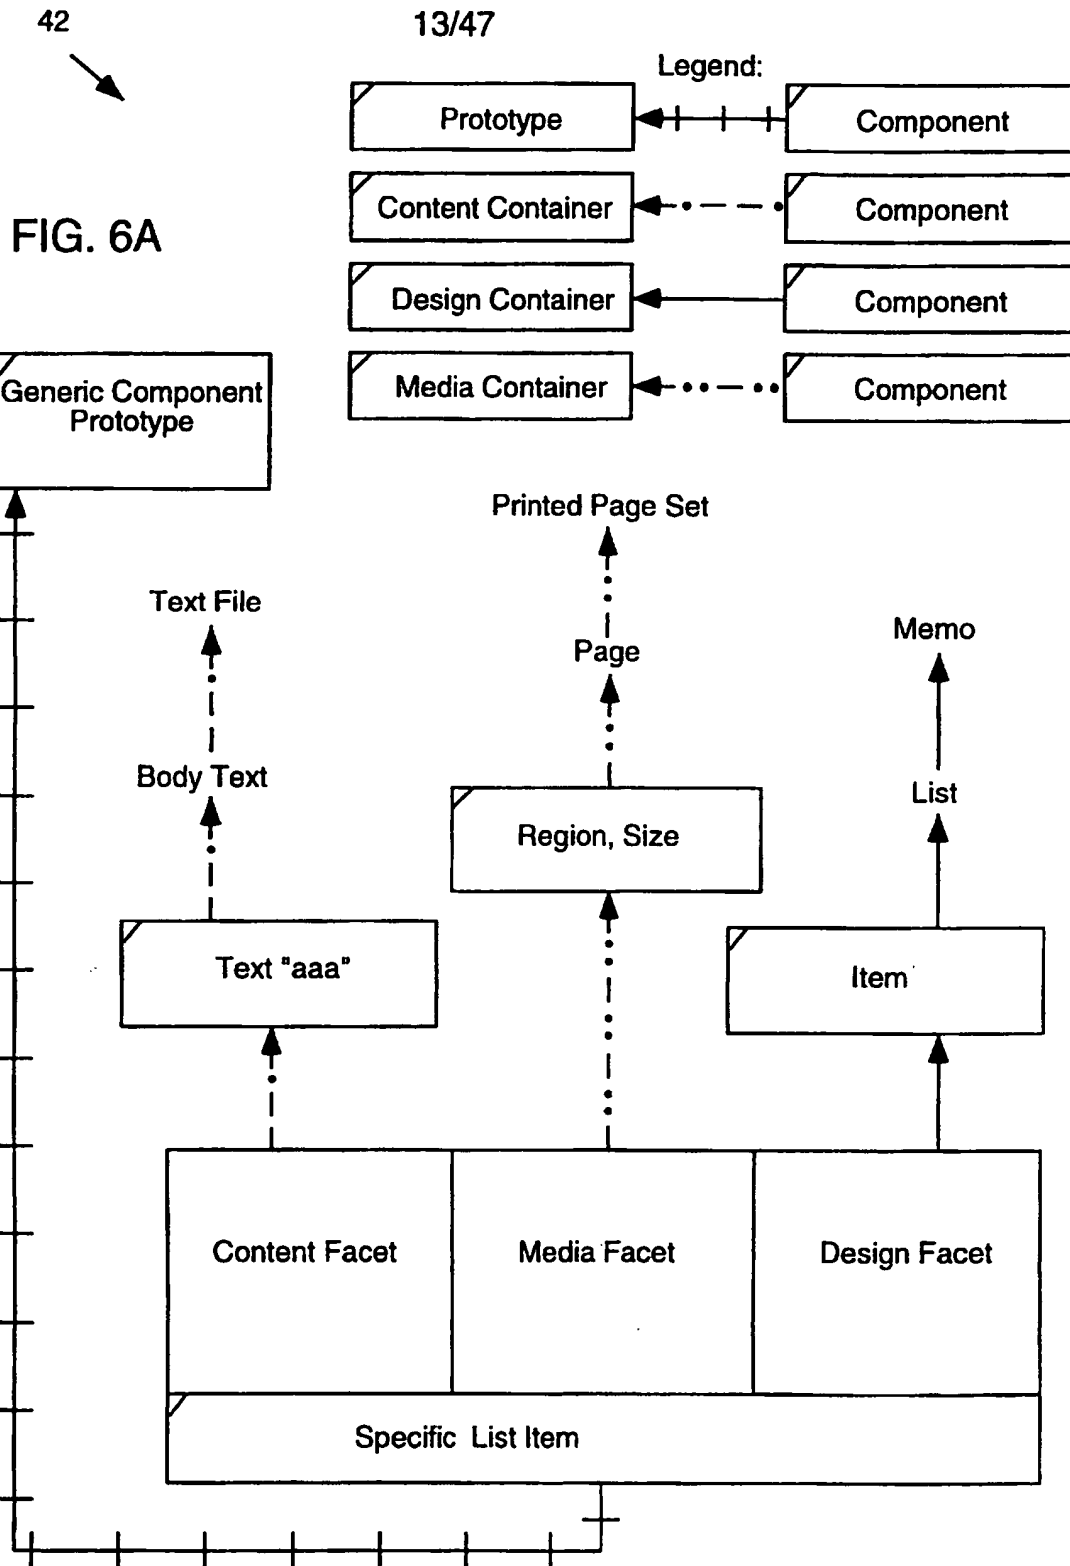 42
13/47
Legend:
Prototype
Component
Content Container
Component
FIG. 6A
Design Container
Component
Media Container
Component
Generic Component
Prototype
Printed Page Set
Text File
Memo
Page
Body Text
List
Region, Size
Text "aaa"
Item
Content Facet
Media Facet
Design Facet
Specific List Item